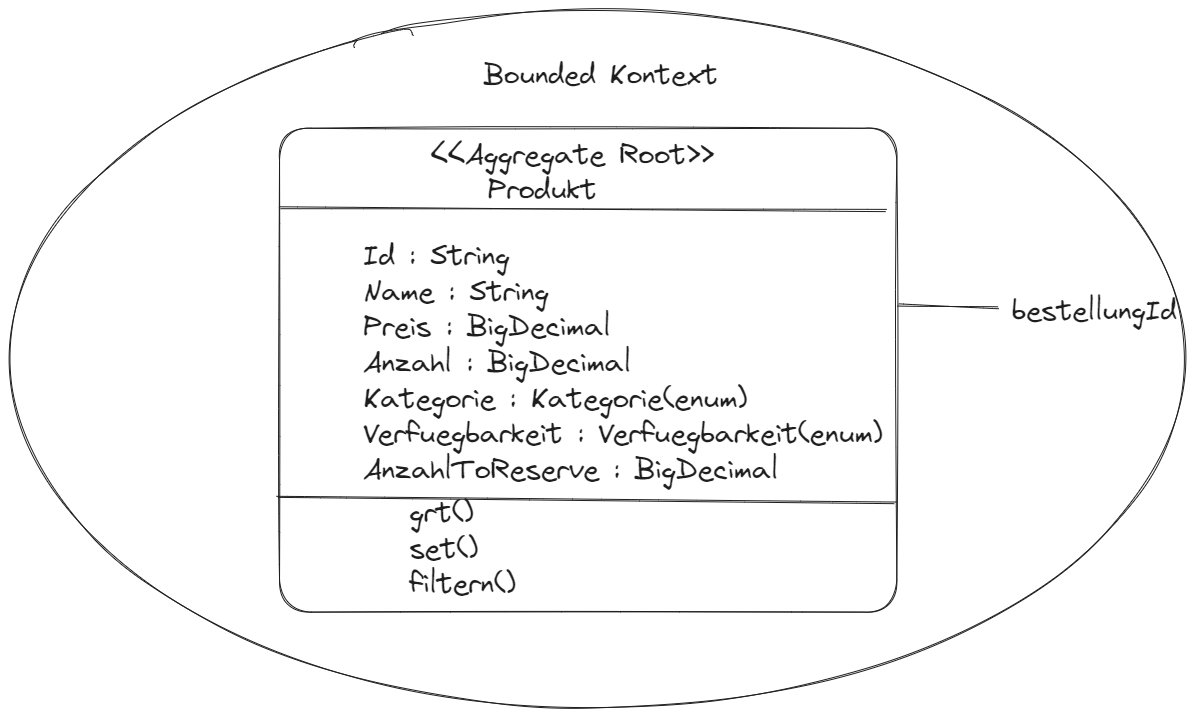 Bounded Kontext
<<Aggregate Root>>
Produkt
Id : String
Name : String
Preis : BigDecimal
Anzahl : BigDecimal
Kategorie : Kategorie(enum)
Verfuegbarkeit : Verfuegbarkeit(enum)
AnzahlToReserve : BigDecimal
bestellungId
grt()
set()
filtern()